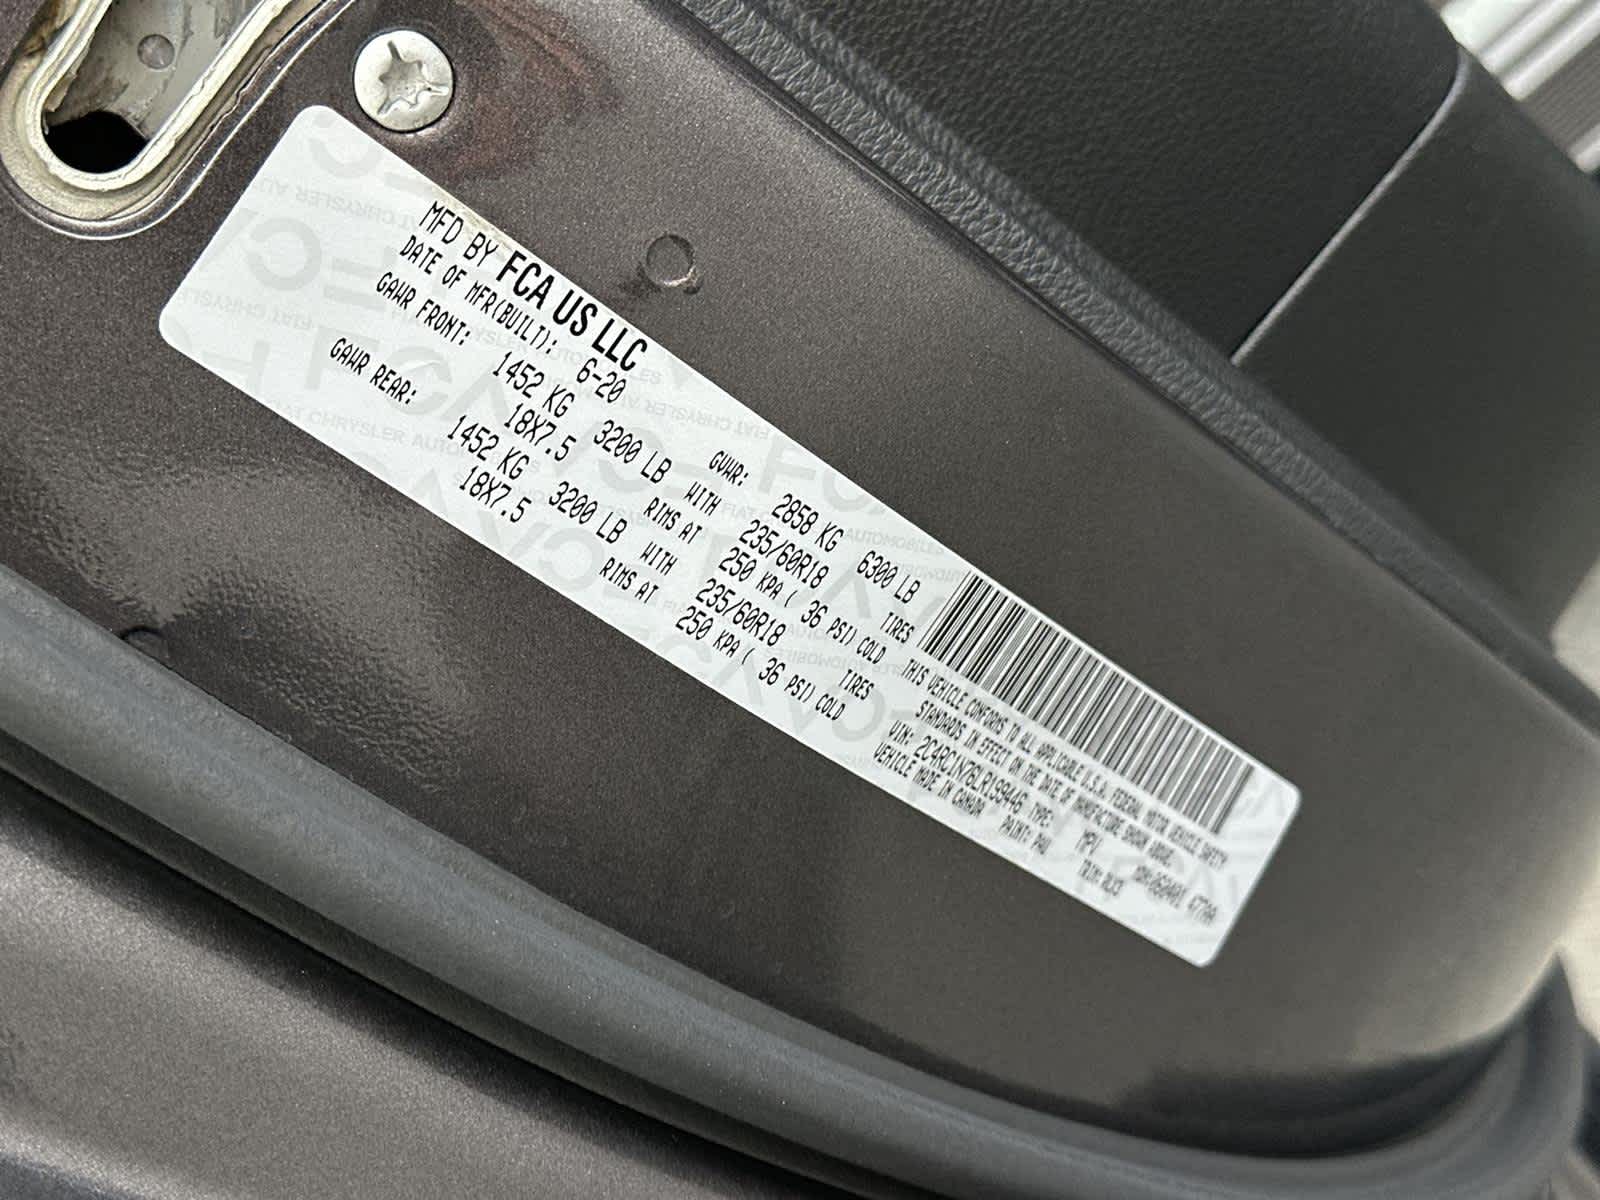 MFD BY FCA US LLC
DATE OF MFR(BUILT): 6-20 GVWR: 2858 KG 6300 LB
GAWR FRONT: 1452 KG 3200 LB WITH 235/60R18 TIRES
18X7.5 RIMS AT 250 KPA ( 36 PSI) COLD
GAWR REAR: 1452 KG 3200 LB WITH 235/60R18 TIRES
18X7.5 RIMS AT 250 KPA ( 36 PSI) COLD
THIS VEHICLE CONFORMS TO ALL APPLICABLE U.S.A. FEDERAL MOTOR VEHICLE SAFETY
STANDARDS IN EFFECT ON THE DATE OF MANUFACTURE SHOWN ABOVE.
VIN: 2C4RC1N76LR199446 TYPE: MPV
VEHICLE MADE IN CANADA PAINT: PAU TRIM: